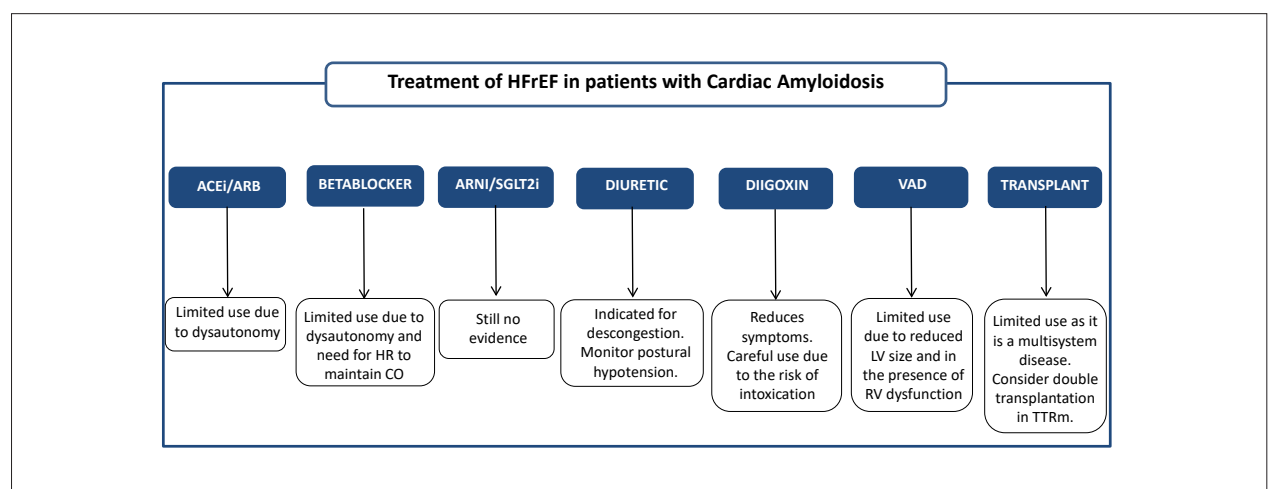 Treatment of HFrEF in patients with Cardiac Amyloidosis
ACEi/ARB
BETABLOCKER
ARNI/SGLT2i
DIURETIC
DIIGOXIN
VAD
TRANSPLANT
Limited use due
to dysautonomy
Limited use due to
dysautonomy and
need for HR to
maintain CO
Still no
evidence
Indicated for
descongestion.
Monitor postural
hypotension.
Reduces
symptoms.
Careful use due
to the risk of
intoxication
Limited use
due to reduced
LV size and in
the presence of
RV dysfunction
Limited use as it
is a multisystem
disease.
Consider double
transplantation
in TTRm.